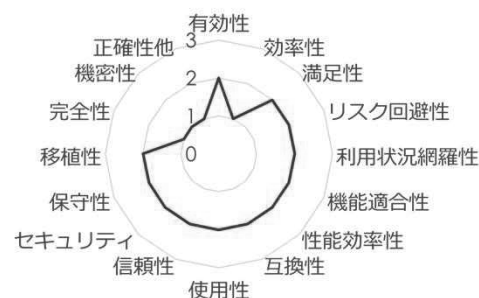 有効性
効率性
満足性
リスク回避性
利用状況網羅性
機能適合性
性能効率性
互換性
使用性
信頼性
セキュリティ
保守性
移植性
完全性
機密性
正確性他
3
2
1
0